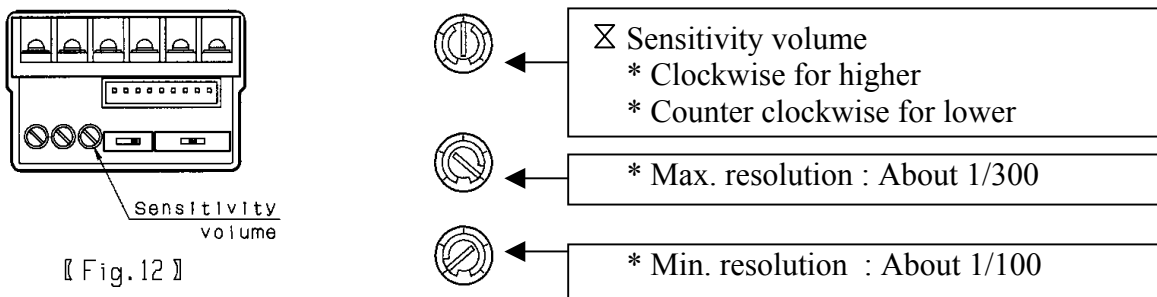 Sensitivity
volume
〖Fig.12〗
⧖ Sensitivity volume
* Clockwise for higher
* Counter clockwise for lower
* Max. resolution : About 1/300
* Min. resolution : About 1/100